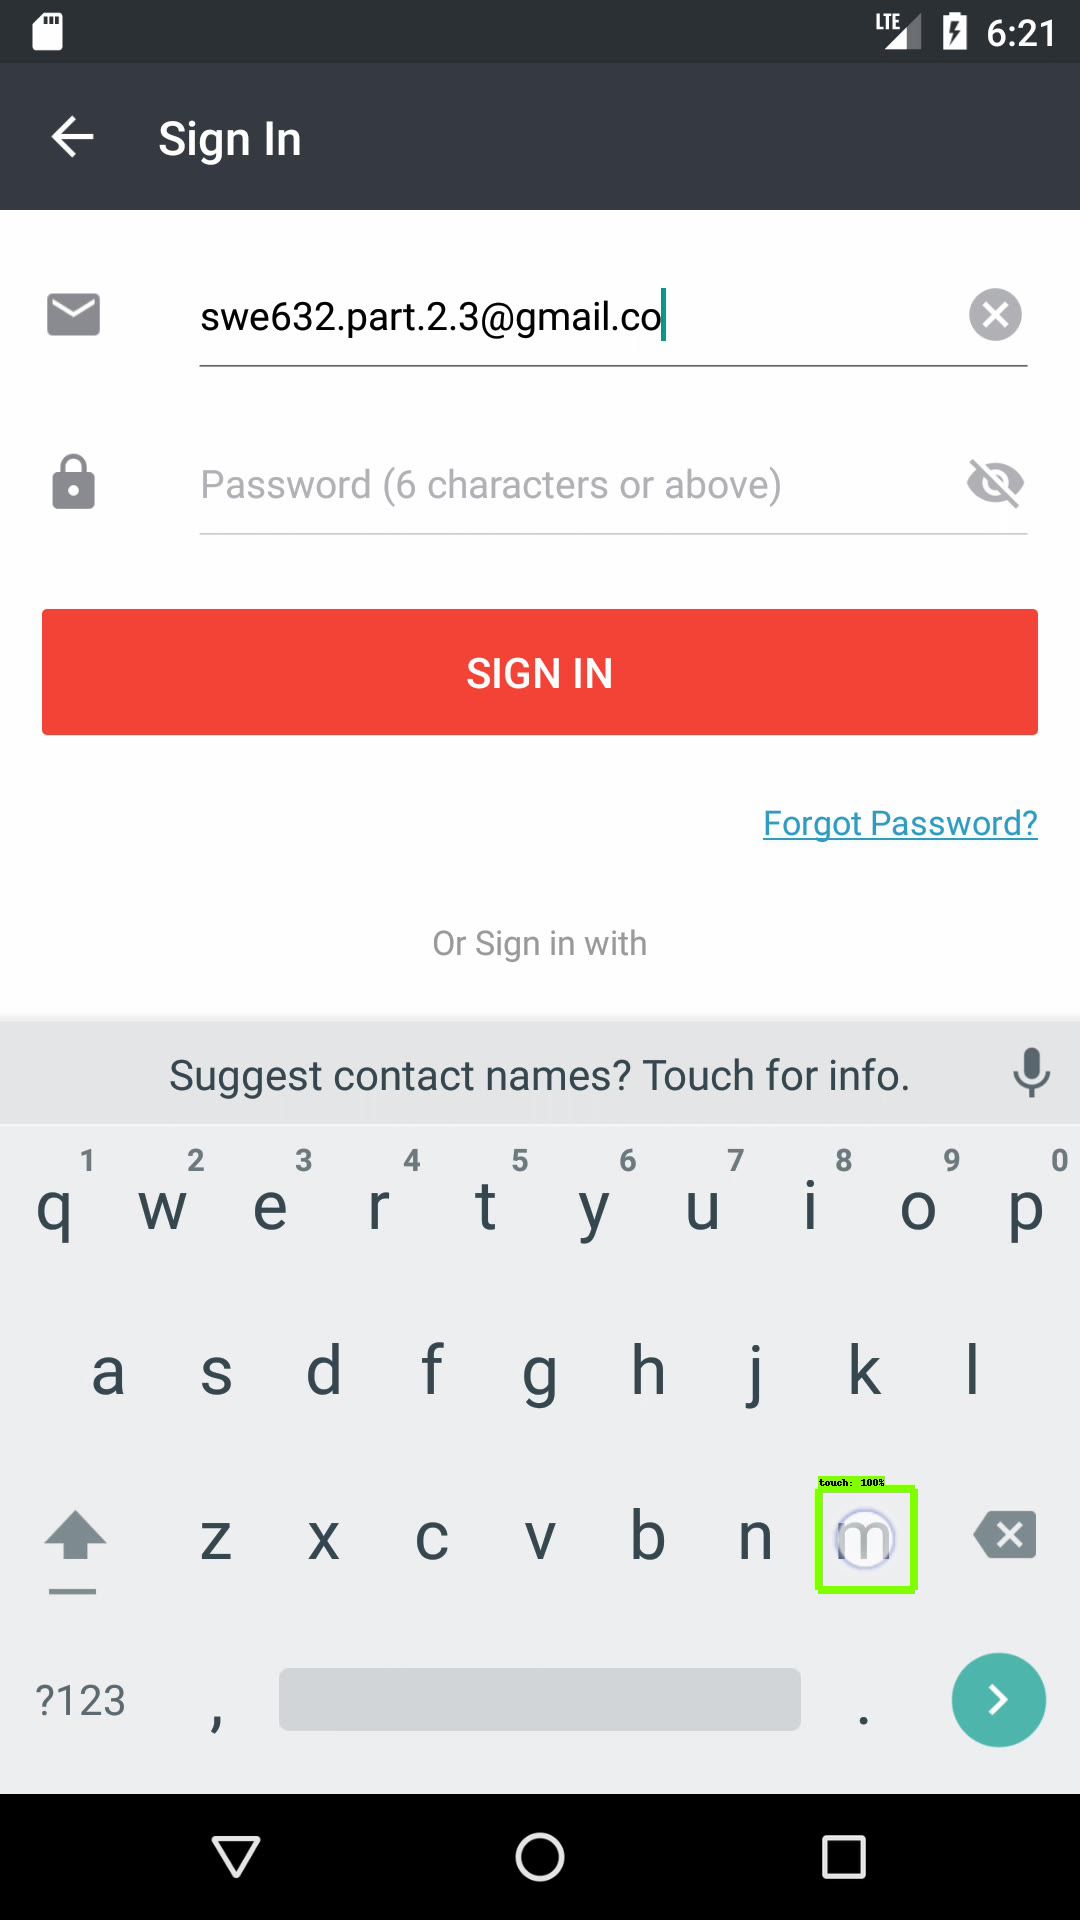 LTE 6:21
Sign In
swe632.part.2.3@gmail.co
Password (6 characters or above)
SIGN IN
Forgot Password?
Or Sign in with
Suggest contact names? Touch for info.
1 2 3 4 5 6 7 8 9 0
q w e r t y u i o p
a s d f g h j k l
touch: 100%
z x c v b n m
?123 , .